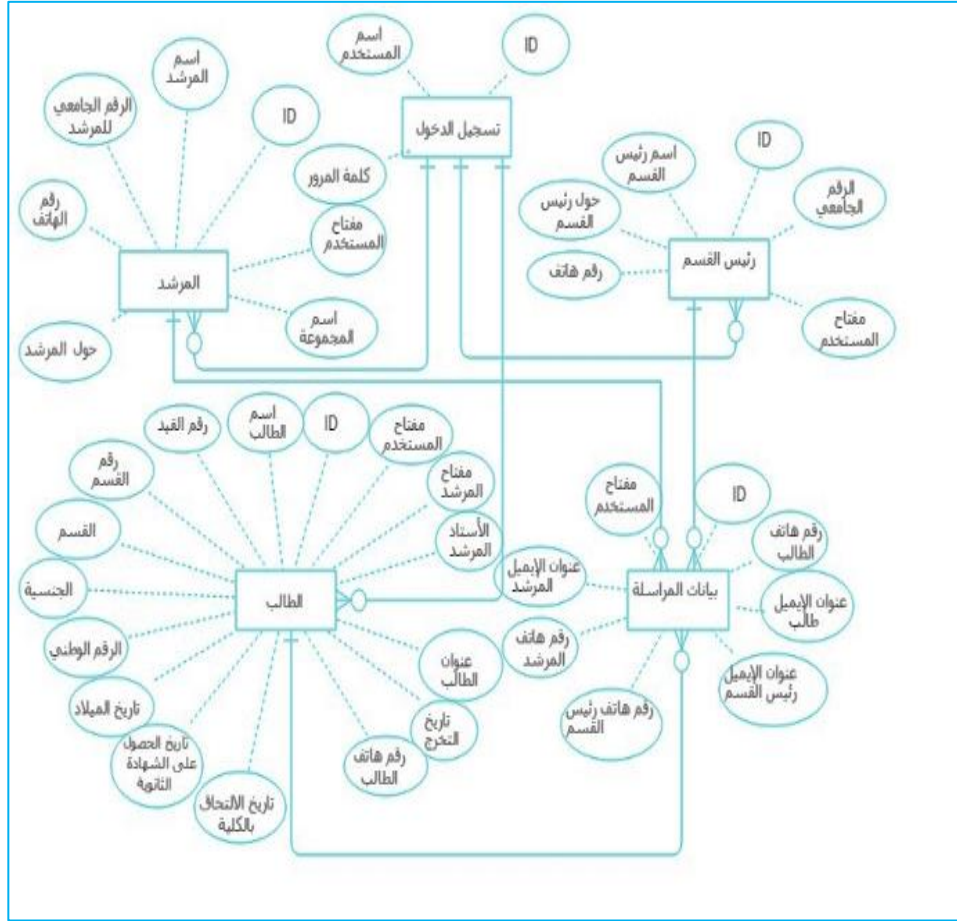 اسم
المستخدم
ID
تسجيل الدخول
كلمة المرور
اسم
المرشد
الرقم الجامعي
للمرشد
ID
رقم
الهاتف
مفتاح
المستخدم
المرشد
اسم
المجموعة
حول المرشد
اسم رئيس
القسم
ID
الرقم
الجامعي
حول رئيس
القسم
رقم هاتف
رئيس القسم
مفتاح
المستخدم
رقم القيد
اسم
الطالب
ID
مفتاح
المستخدم
رقم
القسم
مفتاح
المرشد
القسم
الأستاد
المرشد
الجنسية
الطالب
الرقم الوطني
عنوان
الطالب
تاريخ الميلاد
تاريخ
التخرج
تاريخ الحصول
على الشهادة
الثانوية
رقم هاتف
الطالب
تاريخ الالتحاق
بالكلية
مفتاح
المستخدم
ID
رقم هاتف
الطالب
عنوان الإيميل
المرشد
بيانات المراسلة
عنوان الإيميل
طالب
رقم هاتف
المرشد
عنوان الإيميل
رئيس القسم
رقم هاتف رئيس
القسم